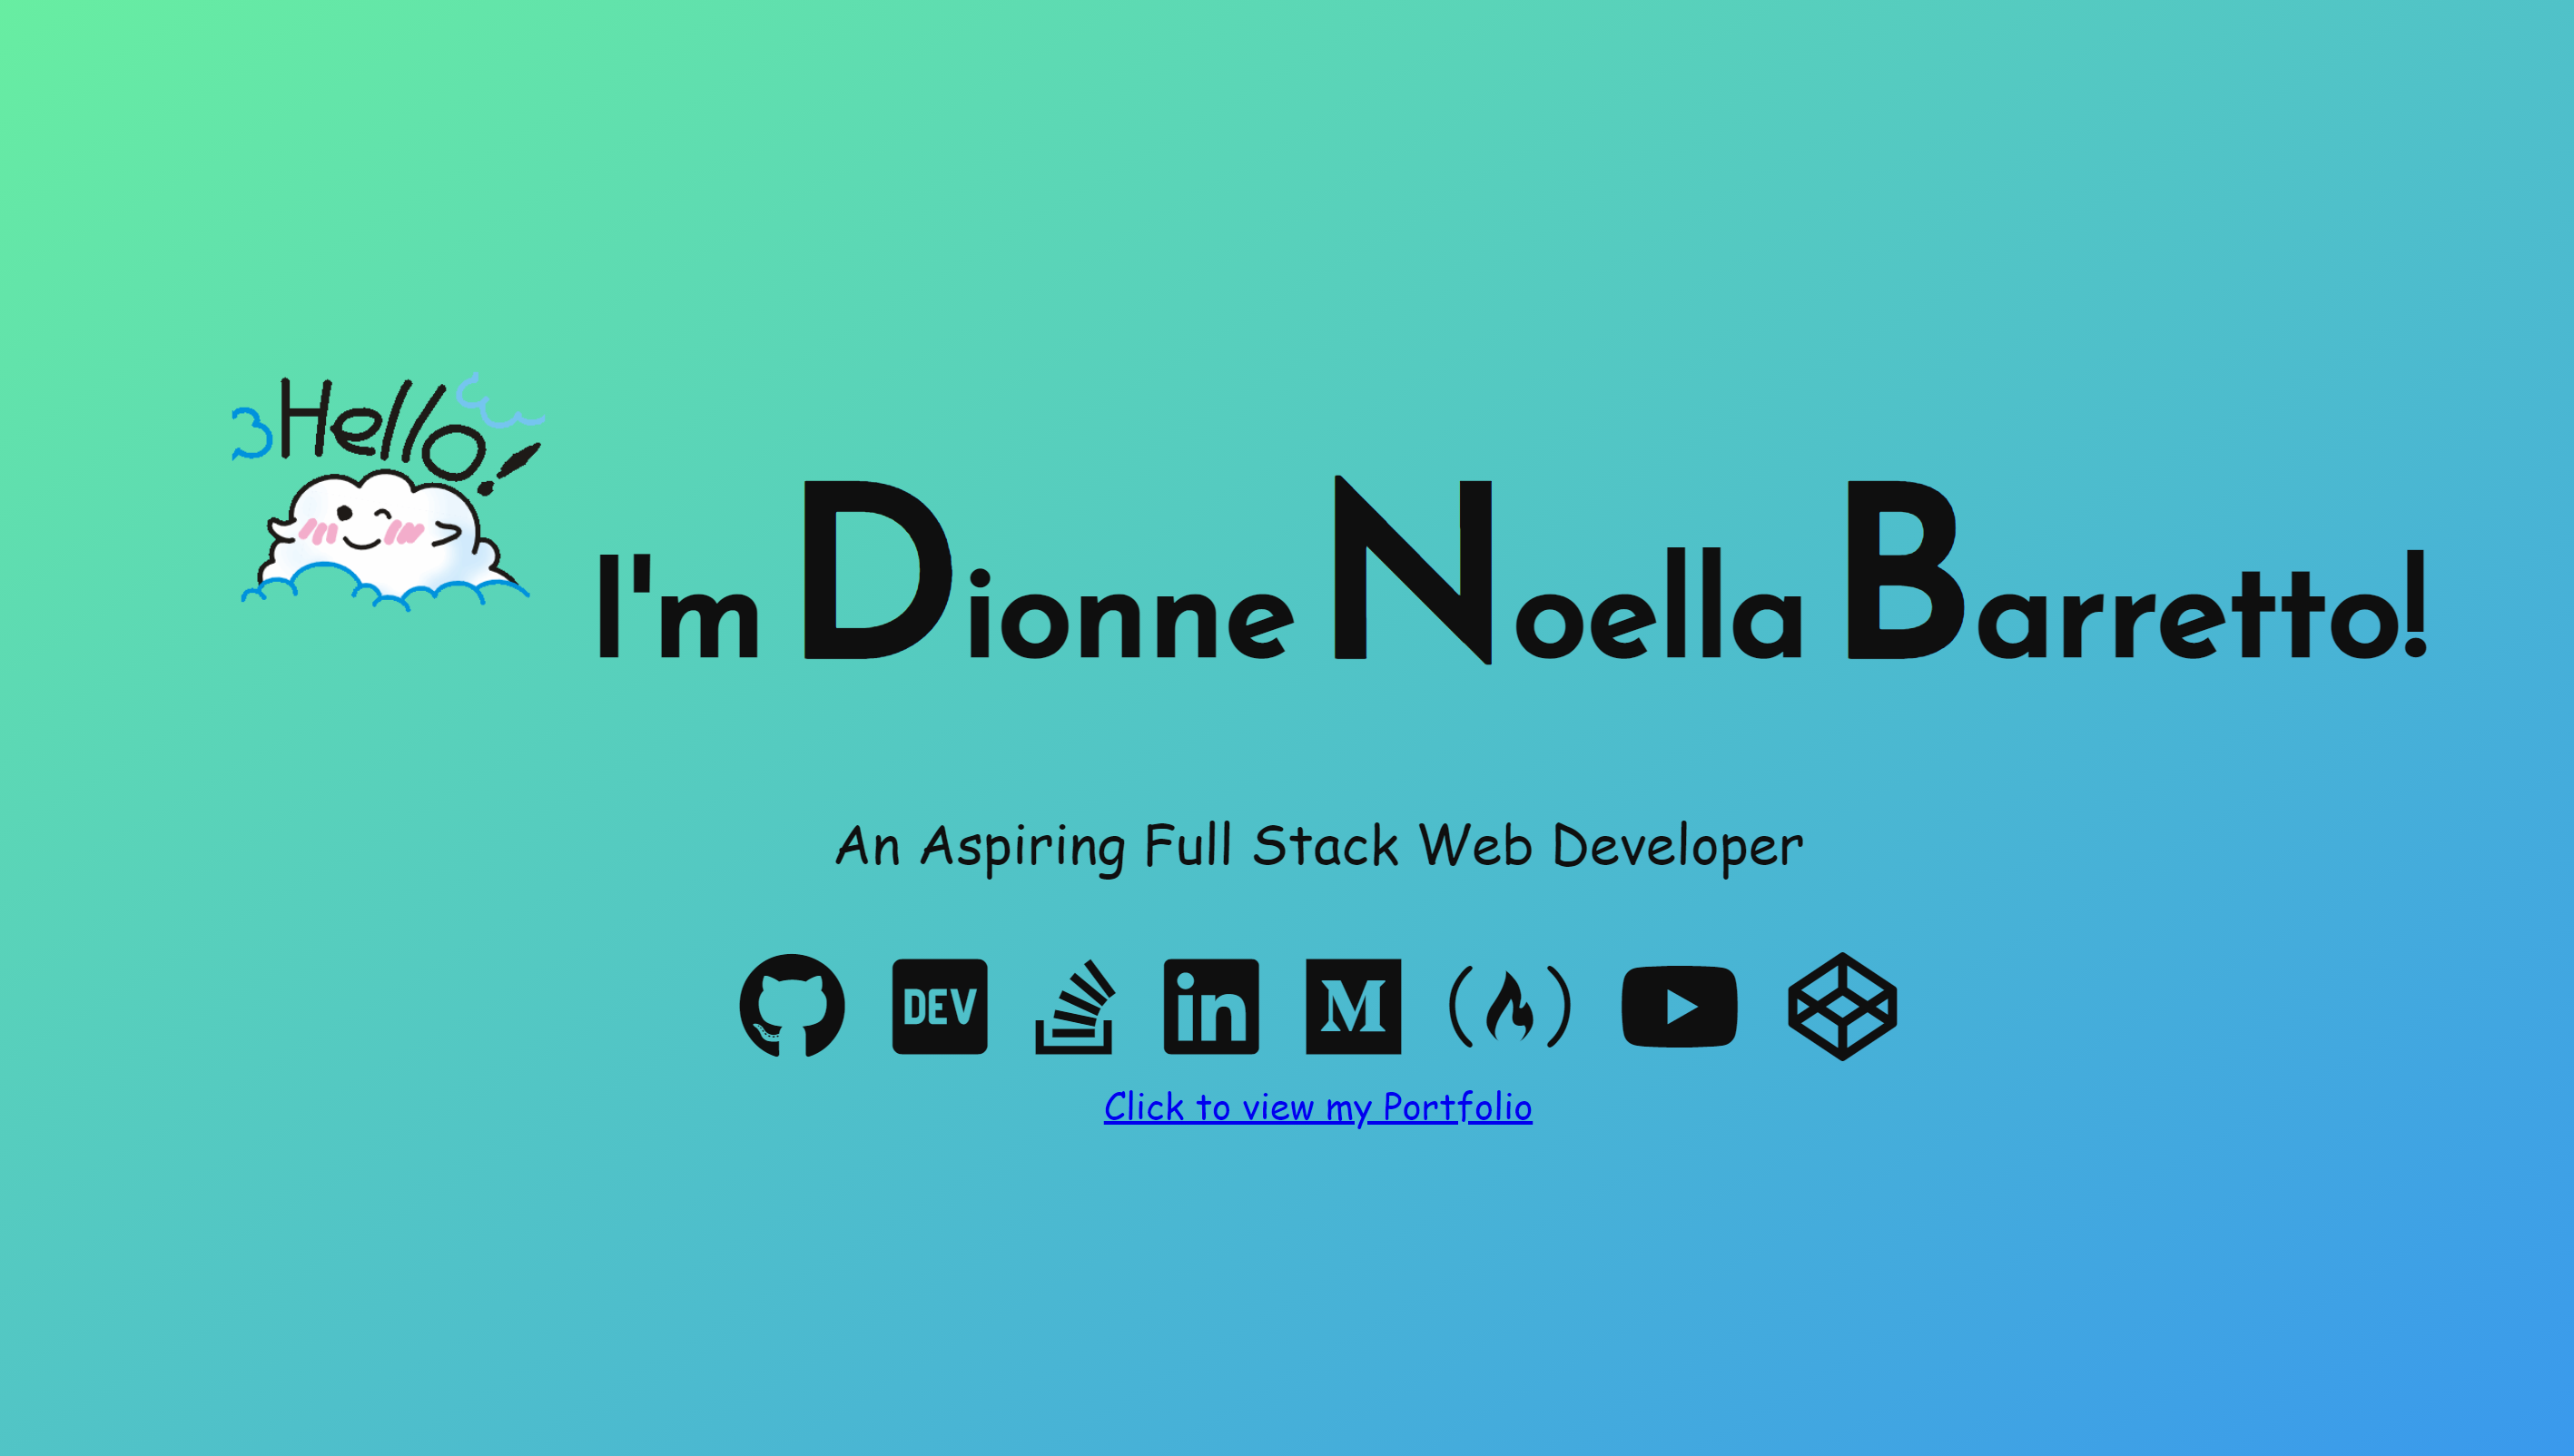 Hello!
I'm Dionne Noella Barretto!
An Aspiring Full Stack Web Developer
DEV in M
Click to view my Portfolio